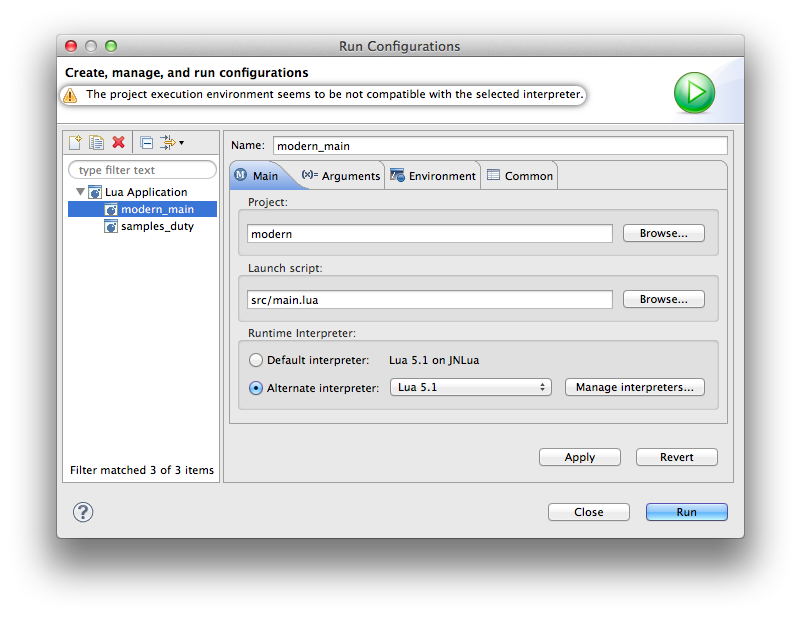 Run Configurations
Create, manage, and run configurations
The project execution environment seems to be not compatible with the selected interpreter.
type filter text
Lua Application
modern_main
samples_duty
Filter matched 3 of 3 items
Name: modern_main
Main (x)= Arguments Environment Common
Project:
modern Browse...
Launch script:
src/main.lua Browse...
Runtime Interpreter:
Default interpreter: Lua 5.1 on JNLua
Alternate interpreter: Lua 5.1 Manage interpreters...
Apply Revert
? Close Run